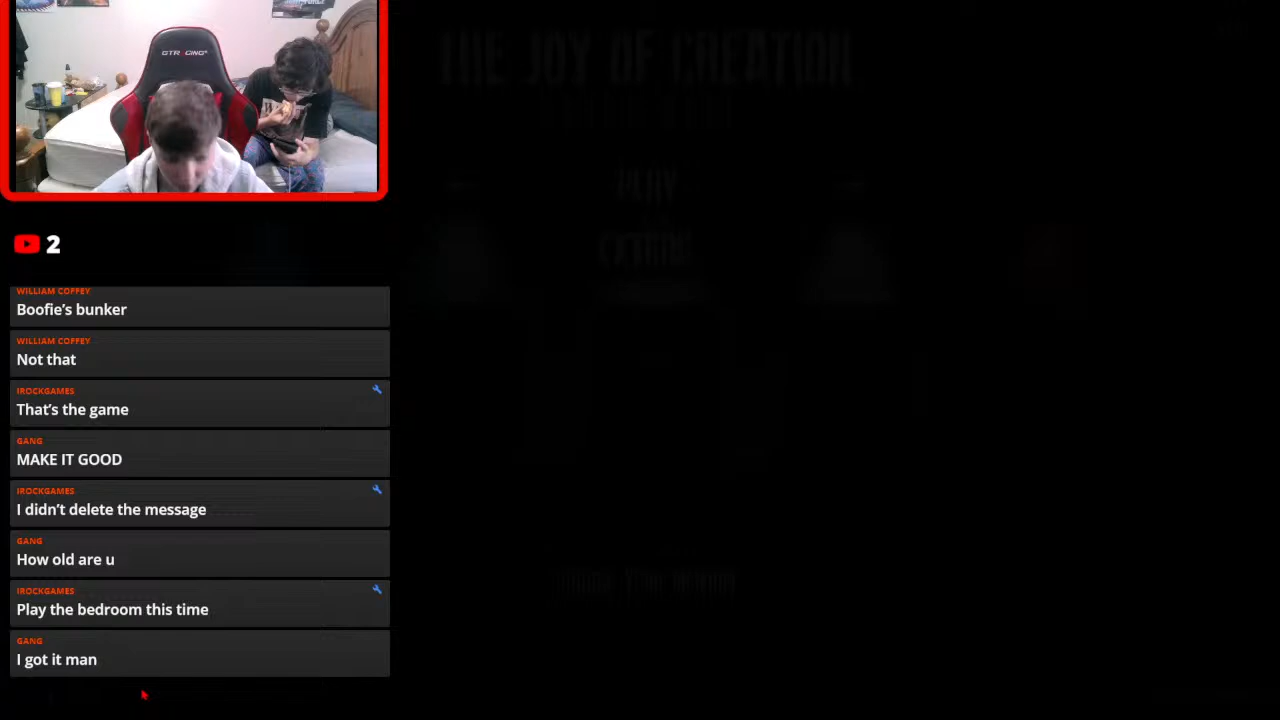 GTRACING
THE JOY OF CREATION
PLAY
EXTRAS
2
WILLIAM COFFEY
Boofie's bunker
WILLIAM COFFEY
Not that
IROCKGAMES
That's the game
GANG
MAKE IT GOOD
IROCKGAMES
I didn't delete the message
GANG
How old are u
IROCKGAMES
Play the bedroom this time
GANG
I got it man